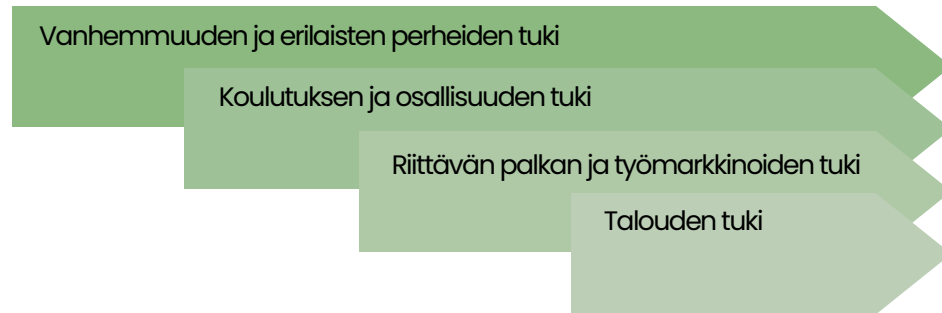 Vanhemmuuden ja erilaisten perheiden tuki
Koulutuksen ja osallisuuden tuki
Riittävän palkan ja työmarkkinoiden tuki
Talouden tuki